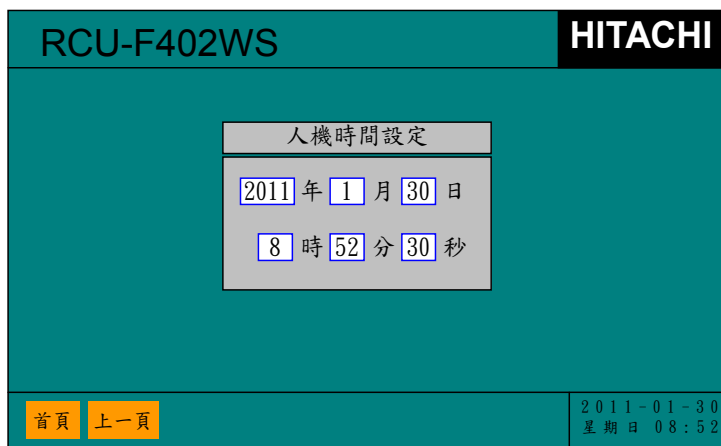 RCU-F402WS
HITACHI
人機時間設定
2011 年 1 月 30 日
8 時 52 分 30 秒
首頁 上一頁
2011-01-30
星期日 08:52